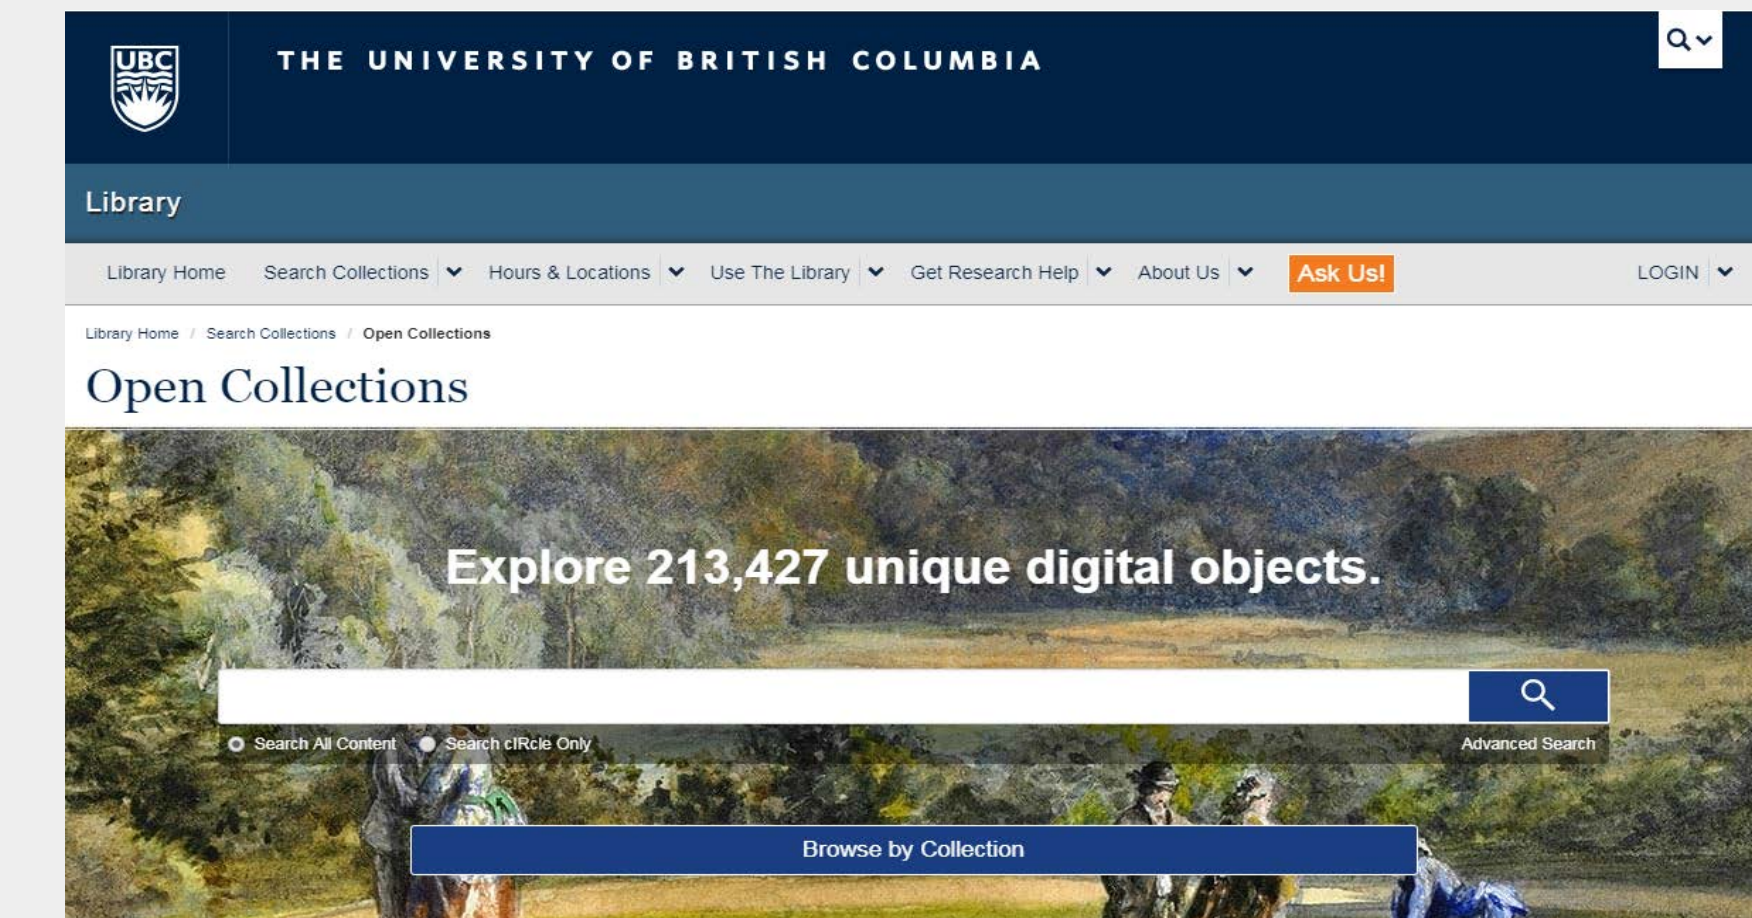 UBC
THE UNIVERSITY OF BRITISH COLUMBIA
Library
Library Home Search Collections Hours & Locations Use The Library Get Research Help About Us Ask Us! LOGIN
Library Home / Search Collections / Open Collections
Open Collections
Explore 213,427 unique digital objects.
Search All Content Search cIRcle Only Advanced Search
Browse by Collection